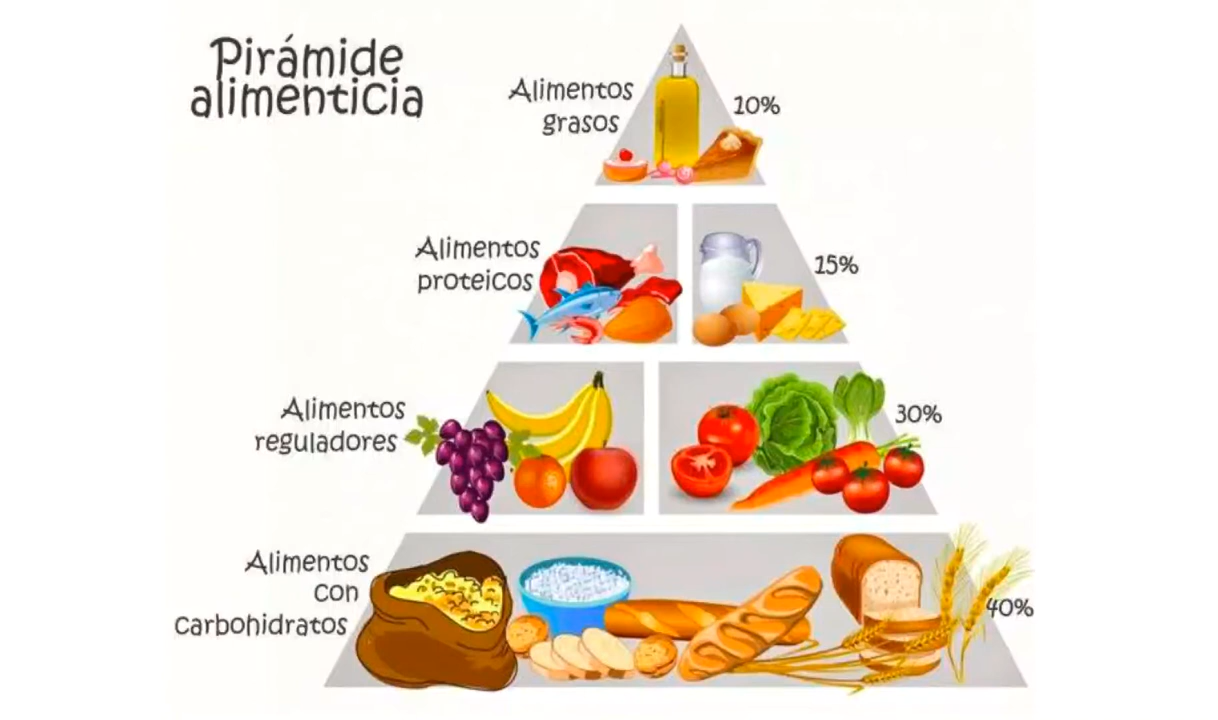 Pirámide
alimenticia
Alimentos
grasos
10%
Alimentos
proteicos
15%
Alimentos
reguladores
30%
Alimentos
con
carbohidratos
40%